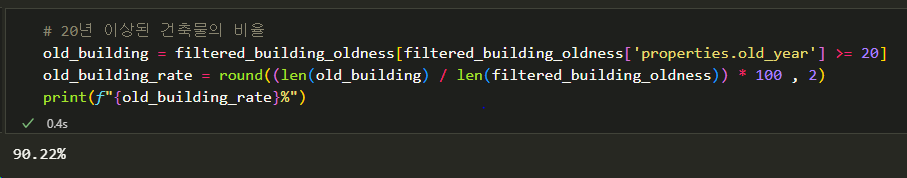 # 20년 이상된 건축물의 비율
old_building = filtered_building_oldness[filtered_building_oldness['properties.old_year'] >= 20]
old_building_rate = round((len(old_building) / len(filtered_building_oldness)) * 100 , 2)
print(f"{old_building_rate}%")
✓ 0.4s
90.22%